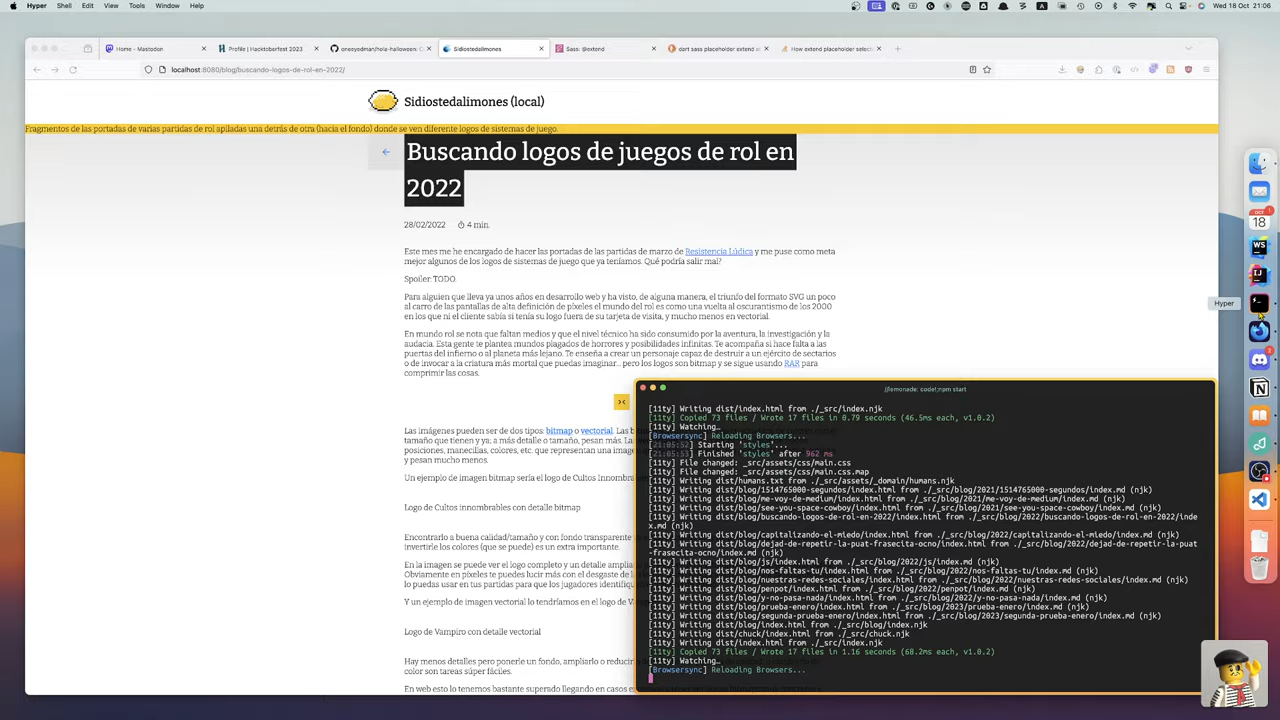 Hyper Shell Edit View Tools Window Help
Wed 18 Oct 21:06
Home - Mastodon
Profile | Hacktoberfest 2023
oneeyedman/hola-halloween: C
Sidiostedalimones
Sass: @extend
dart sass placeholder extend s
How extend placeholder selec
localhost:8080/blog/buscando-logos-de-rol-en-2022/
Sidiostedalimones (local)
Fragmentos de las portadas de varias partidas de rol apiladas una detrás de otra (hacia el fondo) donde se ven diferente logos de sistemas de juego.
Buscando logos de juegos de rol en
2022
28/02/2022 4 min.
Este mes me he encargado de hacer las portadas de las partidas de marzo de Resistencia Lúdica y me puse como meta
mejor algunos de los logos de sistemas de juego que ya teníamos. Qué podría salir mal?
Spoiler: TODO.
Para alguien que lleva ya unos años en desarrollo web y ha visto, de alguna manera, el triunfo del formato SVG un poco
al carro de las pantallas de alta definición de píxeles el mundo del rol es como una vuelta al oscurantismo de los 2000
en los que ni el cliente sabía si tenía su logo fuera de su tarjeta de visita, y mucho menos en vectorial.
En mundo rol se nota que faltan medios y que el nivel técnico ha sido consumido por la aventura, la investigación y la
audacia. Esta gente te plantea mundos plagados de horrores y posibilidades infinitas. Te acompaña si hace falta a las
puertas del infierno o al planeta más lejano. Te enseña a crear un personaje capaz de destruir a un ejército de sectarios
o de invocar a la criatura más mortal que puedas imaginar... pero los logos son bitmap y se sigue usando RAR para
comprimir las cosas.
Las imágenes pueden ser de dos tipos: bitmap o vectorial. Las b
tamaño que tienen y ya; a más detalle o tamaño, pesan más. L
posiciones, manecillas, colores, etc. que representan una imag
y pesan mucho menos.
Un ejemplo de imagen bitmap sería el logo de Cultos Innombra
Logo de Cultos innombrables con detalle bitmap
Encontrarlo a buena calidad/tamaño y con fondo transparente
invertirle los colores (que se puede) es un extra importante.
En la imagen se puede ver el logo completo y un detalle amplia
Obviamente en píxeles te puedes lucir más con el desgaste de l
lo puedas usar en tus partidas para que los jugadores identifiqu
Y un ejemplo de imagen vectorial lo tendríamos en el logo de Va
Logo de Vampiro con detalle vectorial
Hay menos detalles pero ponerle un fondo, ampliarlo o reducir
color son tareas súper fáciles.
En web esto lo tenemos bastante superado llegando en casos e
Hyper
//lemonade: code!;npm start
[11ty] Writing dist/index.html from ./_src/index.njk
[11ty] Copied 73 files / Wrote 17 files in 0.79 seconds (46.5ms each, v1.0.2)
[11ty] Watching…
[Browsersync] Reloading Browsers...
[21:05:52] Starting 'styles'...
[21:05:53] Finished 'styles' after 962 ms
[11ty] File changed: _src/assets/css/main.css
[11ty] File changed: _src/assets/css/main.css.map
[11ty] Writing dist/humans.txt from ./_src/assets/_domain/humans.njk
[11ty] Writing dist/blog/1514765000-segundos/index.html from ./_src/blog/2021/1514765000-segundos/index.md (njk)
[11ty] Writing dist/blog/me-voy-de-medium/index.html from ./_src/blog/2021/me-voy-de-medium/index.md (njk)
[11ty] Writing dist/blog/see-you-space-cowboy/index.html from ./_src/blog/2021/see-you-space-cowboy/index.md (njk)
[11ty] Writing dist/blog/buscando-logos-de-rol-en-2022/index.html from ./_src/blog/2022/buscando-logos-de-rol-en-2022/inde
x.md (njk)
[11ty] Writing dist/blog/capitalizando-el-miedo/index.html from ./_src/blog/2022/capitalizando-el-miedo/index.md (njk)
[11ty] Writing dist/blog/dejad-de-repetir-la-puat-frasecita-ocno/index.html from ./_src/blog/2022/dejad-de-repetir-la-puat
-frasecita-ocno/index.md (njk)
[11ty] Writing dist/blog/js/index.html from ./_src/blog/2022/js/index.md (njk)
[11ty] Writing dist/blog/nos-faltas-tu/index.html from ./_src/blog/2022/nos-faltas-tu/index.md (njk)
[11ty] Writing dist/blog/nuestras-redes-sociales/index.html from ./_src/blog/2022/nuestras-redes-sociales/index.md (njk)
[11ty] Writing dist/blog/penpot/index.html from ./_src/blog/2022/penpot/index.md (njk)
[11ty] Writing dist/blog/y-no-pasa-nada/index.html from ./_src/blog/2022/y-no-pasa-nada/index.md (njk)
[11ty] Writing dist/blog/prueba-enero/index.html from ./_src/blog/2023/prueba-enero/index.md (njk)
[11ty] Writing dist/blog/segunda-prueba-enero/index.html from ./_src/blog/2023/segunda-prueba-enero/index.md (njk)
[11ty] Writing dist/blog/index.html from ./_src/blog/index.njk
[11ty] Writing dist/chuck/index.html from ./_src/chuck.njk
[11ty] Writing dist/index.html from ./_src/index.njk
[11ty] Copied 73 files / Wrote 17 files in 1.16 seconds (68.2ms each, v1.0.2)
[11ty] Watching…
[Browsersync] Reloading Browsers...
OCT
18
WS
IJ